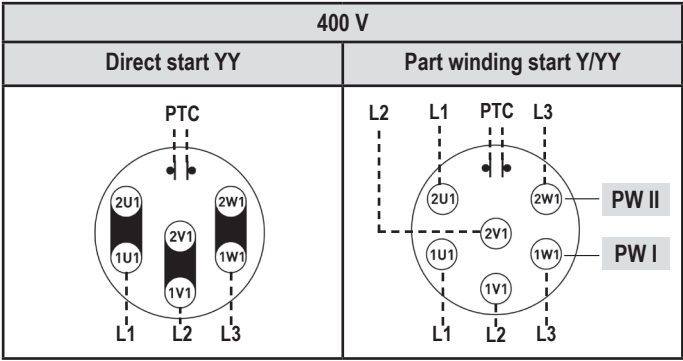 400 V
Direct start YY
Part winding start Y/YY
PTC
2U1
2W1
2V1
1U1
1W1
1V1
L1 L2 L3
L2 L1 PTC L3
2U1
2W1
PW II
2V1
1U1
1W1
PW I
1V1
L1 L2 L3